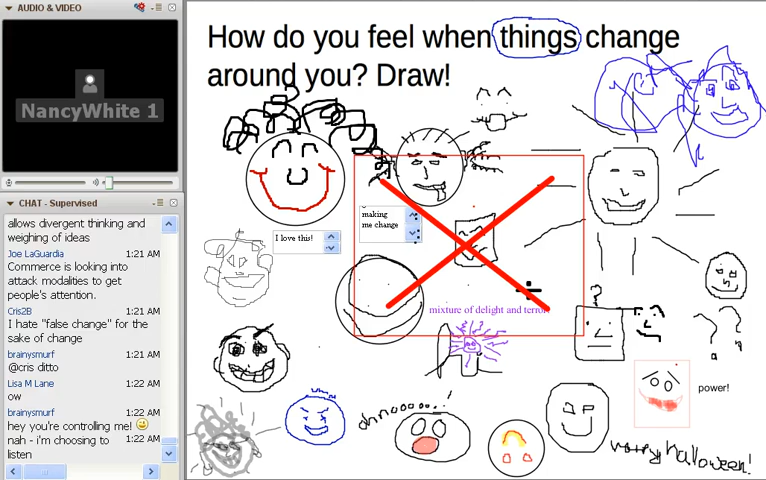 AUDIO & VIDEO
NancyWhite 1
CHAT - Supervised
allows divergent thinking and
weighing of ideas
Joe LaGuardia 1:21 AM
Commerce is looking into
attack modalities to get
people's attention.
Cris2B 1:21 AM
I hate "false change" for the
sake of change
brainysmurf 1:21 AM
@cris ditto
Lisa M Lane 1:22 AM
ow
brainysmurf 1:22 AM
hey you're controlling me!
nah - i'm choosing to 1:22 AM
listen
How do you feel when things change
around you? Draw!
making
me change
I love this!
mixture of delight and terror
?
? ?
power!
ohnooooo...!
happy halloween!